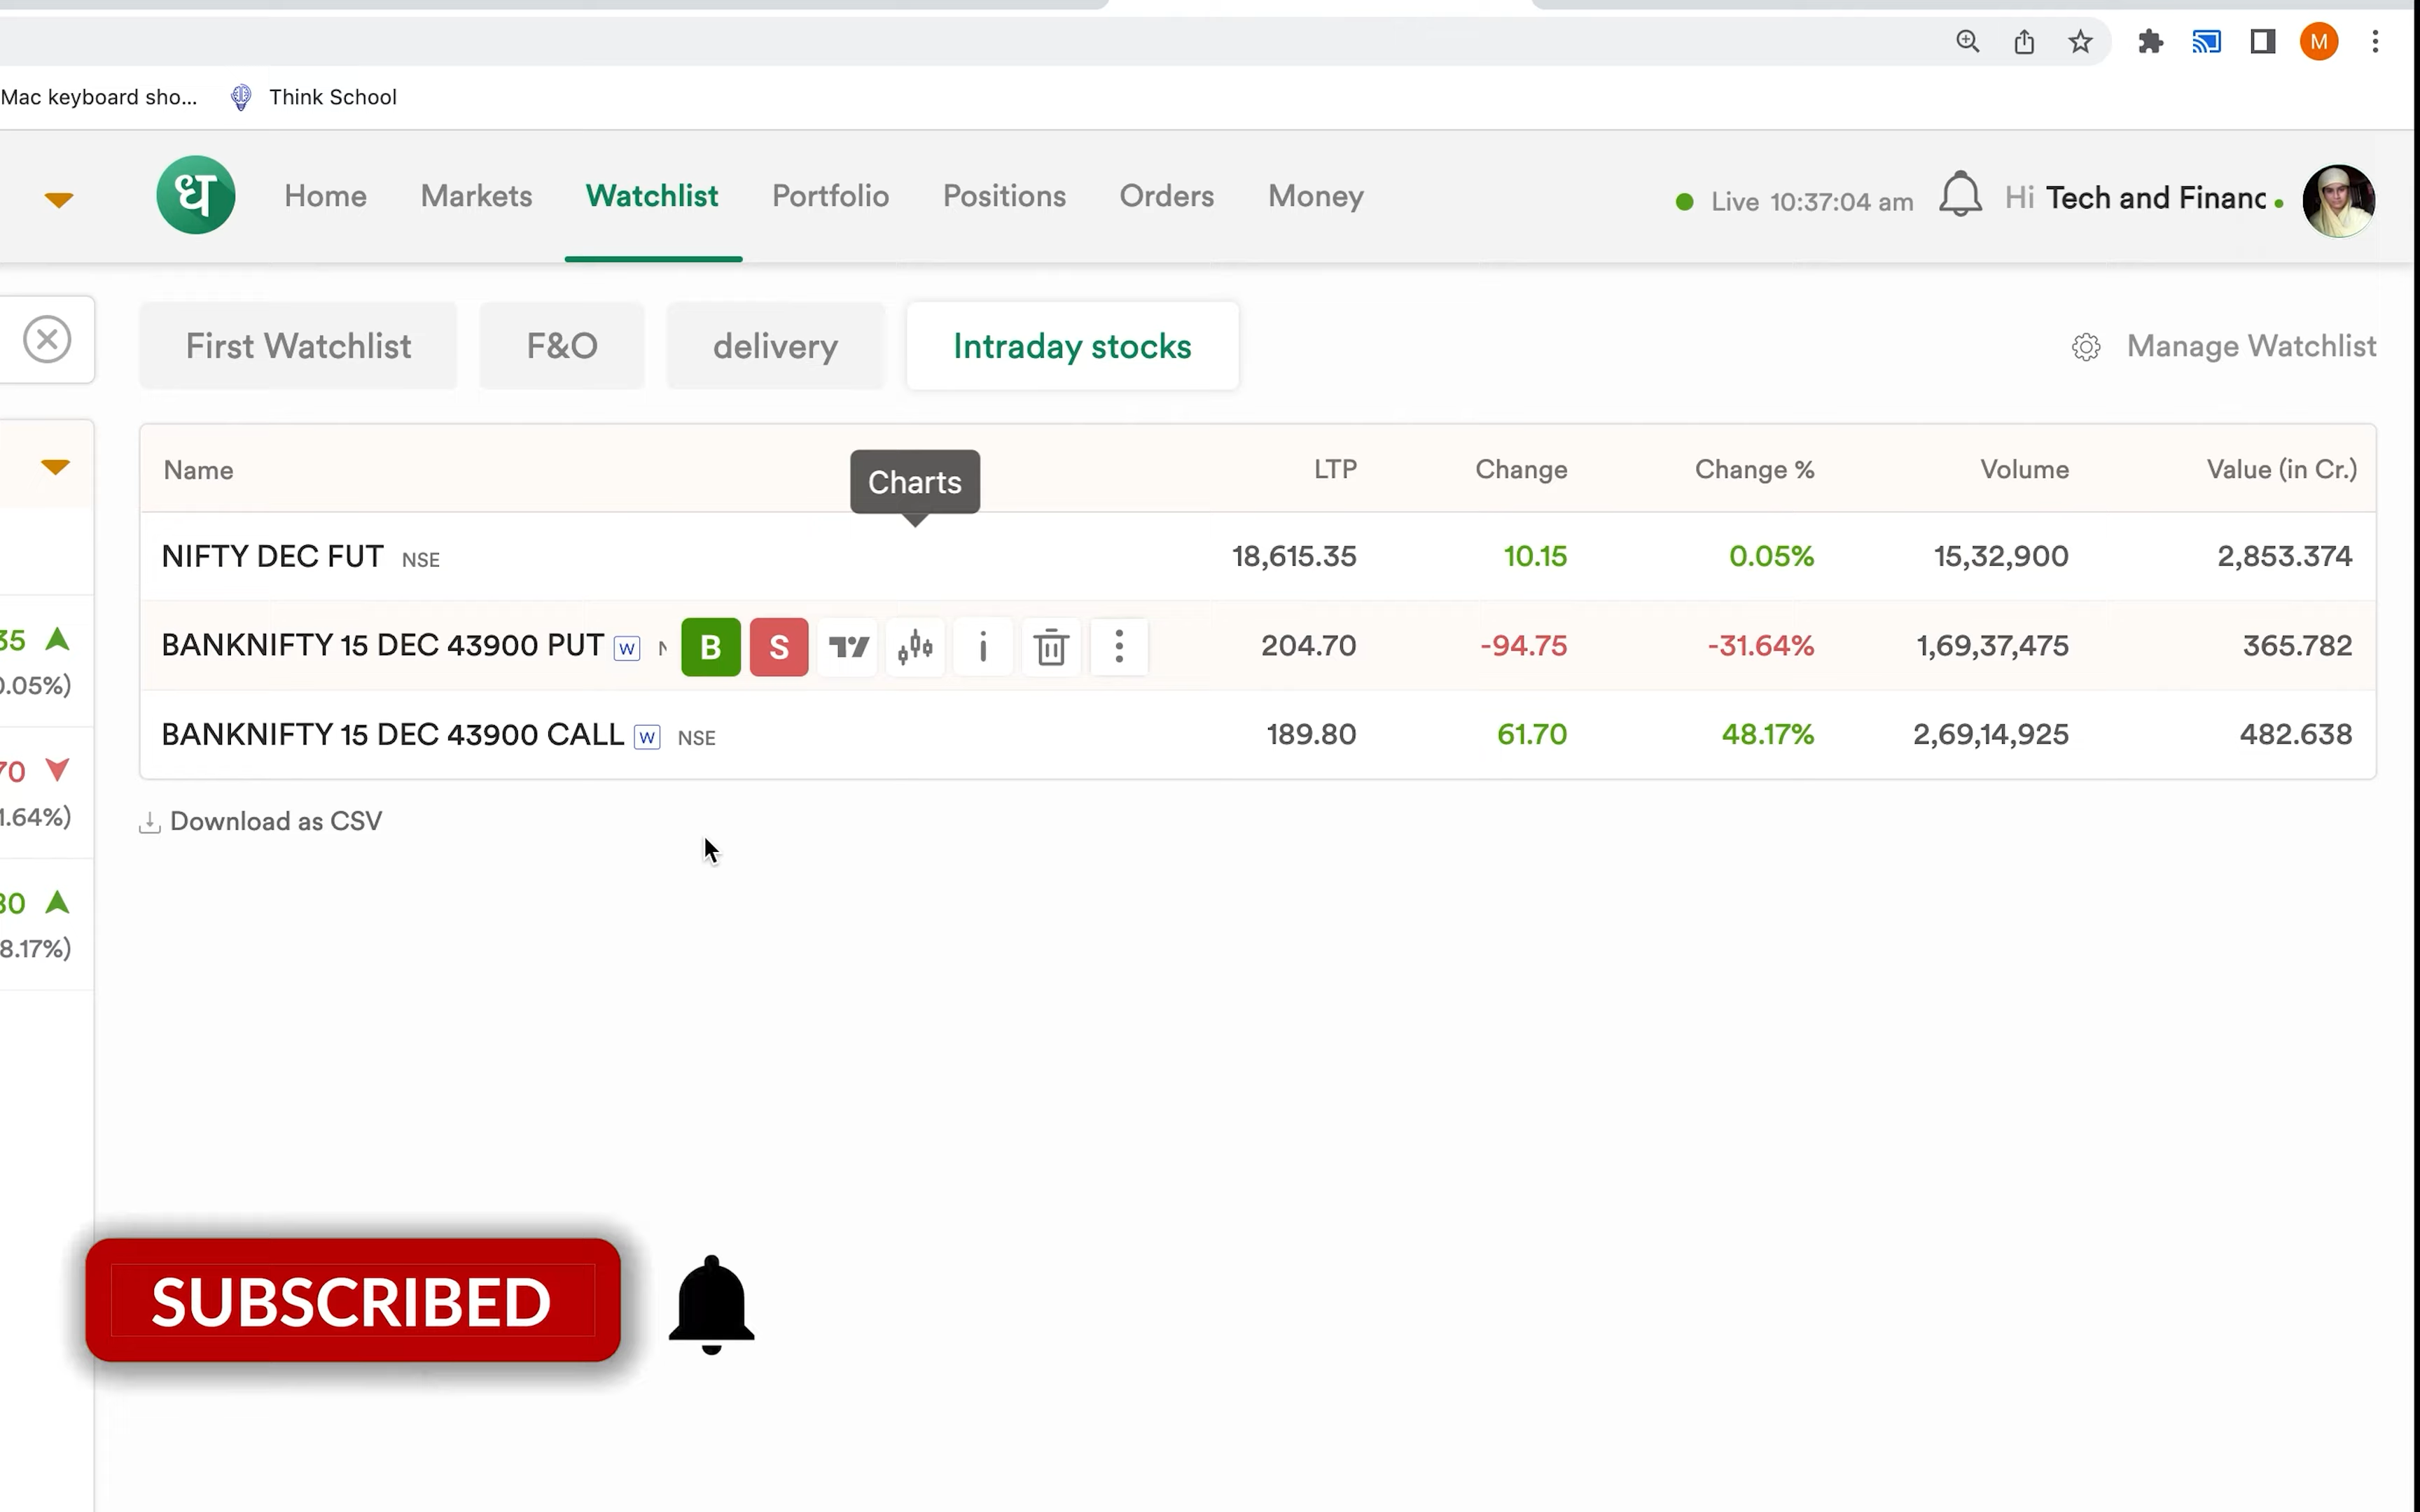 M
Mac keyboard sho...
Think School
ध
Home
Markets
Watchlist
Portfolio
Positions
Orders
Money
Live 10:37:04 am
Hi Tech and Financ
First Watchlist
F&O
delivery
Intraday stocks
Manage Watchlist
Name
Charts
LTP
Change
Change %
Volume
Value (in Cr.)
NIFTY DEC FUT NSE 18,615.35 10.15 0.05% 15,32,900 2,853.374
35
0.05%)
BANKNIFTY 15 DEC 43900 PUT W N B S i 204.70 -94.75 -31.64% 1,69,37,475 365.782
BANKNIFTY 15 DEC 43900 CALL W NSE 189.80 61.70 48.17% 2,69,14,925 482.638
70
1.64%)
Download as CSV
30
8.17%)
SUBSCRIBED